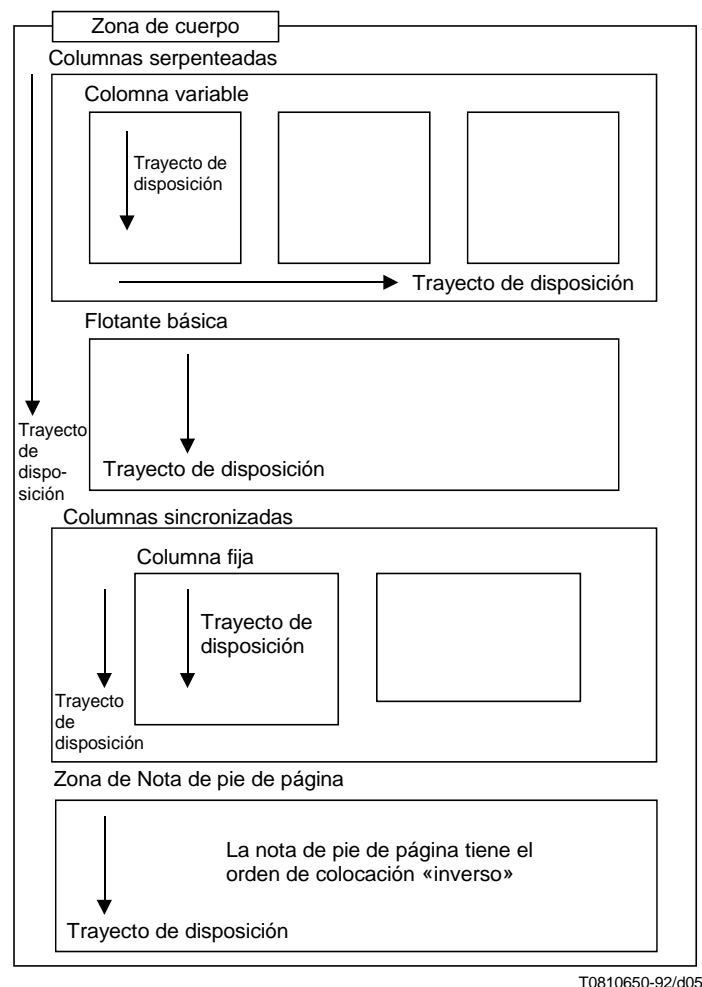 Zona de cuerpo
Columnas serpenteadas
Colomna variable
Trayecto de
disposición
Trayecto de disposición
Flotante básica
Trayecto
de
dispo-
sición
Trayecto de disposición
Columnas sincronizadas
Columna fija
Trayecto de
disposición
Trayecto
de
disposición
Zona de Nota de pie de página
La nota de pie de página tiene el
orden de colocación «inverso»
Trayecto de disposición
T0810650-92/d05